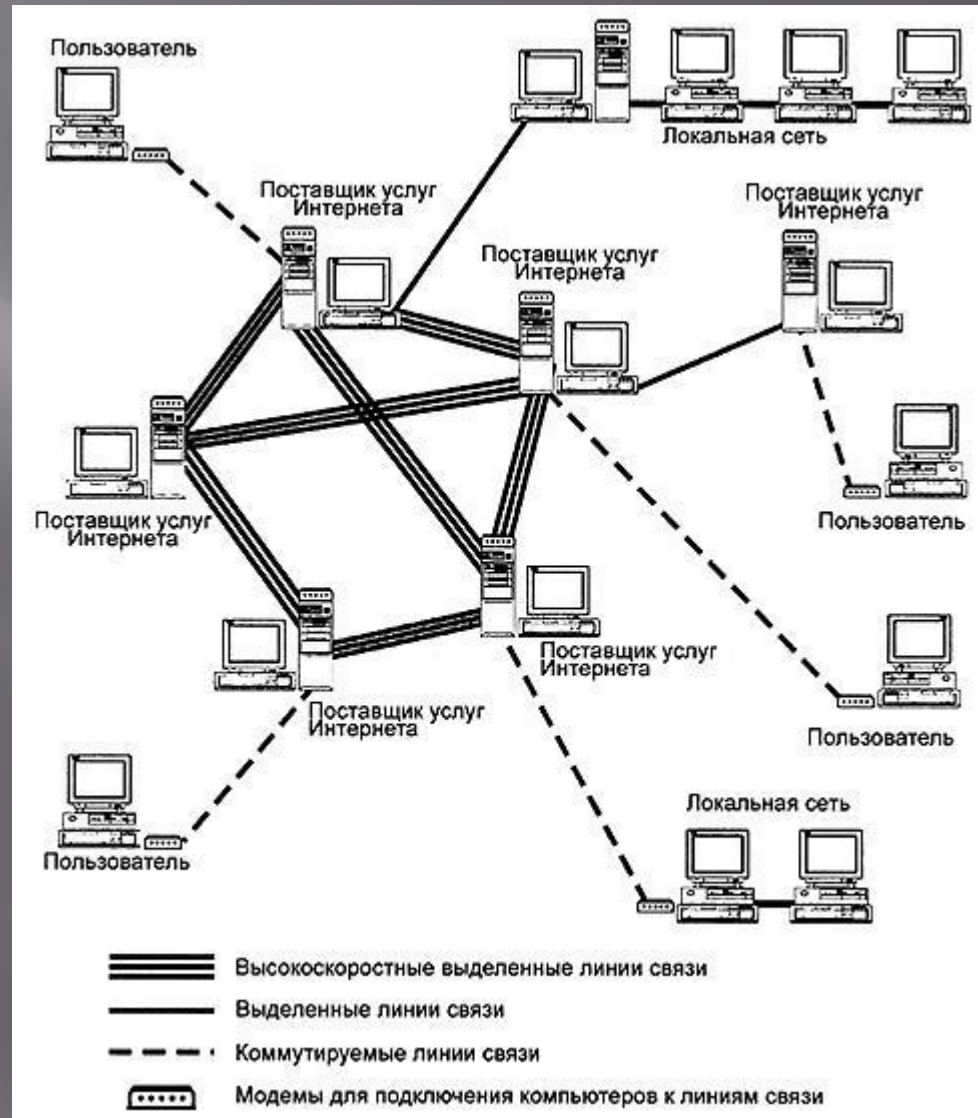 Пользователь
Локальная сеть
Поставщик услуг
Интернета
Поставщик услуг
Интернета
Поставщик услуг
Интернета
Поставщик услуг
Интернета
Пользователь
Поставщик услуг
Интернета
Поставщик услуг
Интернета
Пользователь
Локальная сеть
Пользователь
Высокоскоростные выделенные линии связи
Выделенные линии связи
Коммутируемые линии связи
Модемы для подключения компьютеров к линиям связи